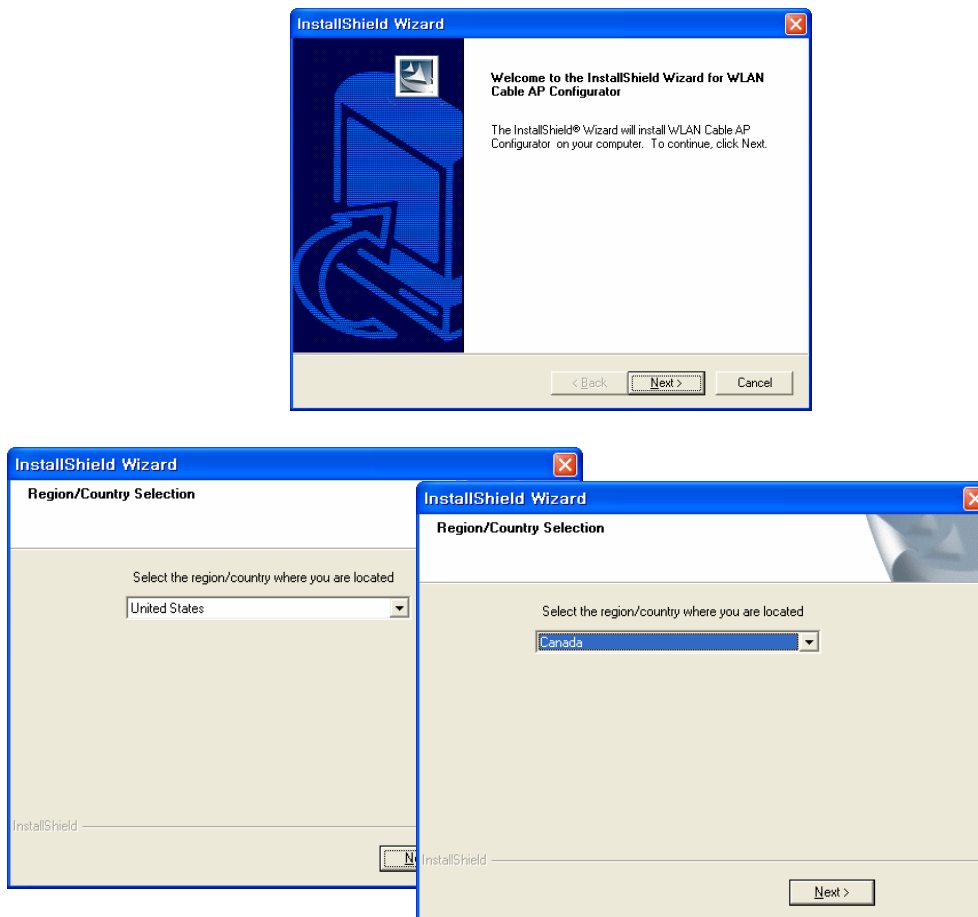 InstallShield Wizard
Welcome to the InstallShield Wizard for WLAN
Cable AP Configurator
The InstallShield® Wizard will install WLAN Cable AP
Configurator on your computer. To continue, click Next.
< Back
Next >
Cancel
InstallShield Wizard
Region/Country Selection
Select the region/country where you are located
United States
InstallShield
InstallShield Wizard
Region/Country Selection
Select the region/country where you are located
Canada
InstallShield
Next >